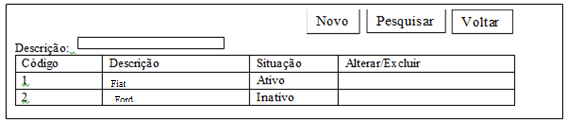 Novo Pesquisar Voltar
Descrição:
Código Descrição Situação Alterar/Excluir
1 Fiat Ativo
2 Ford Inativo